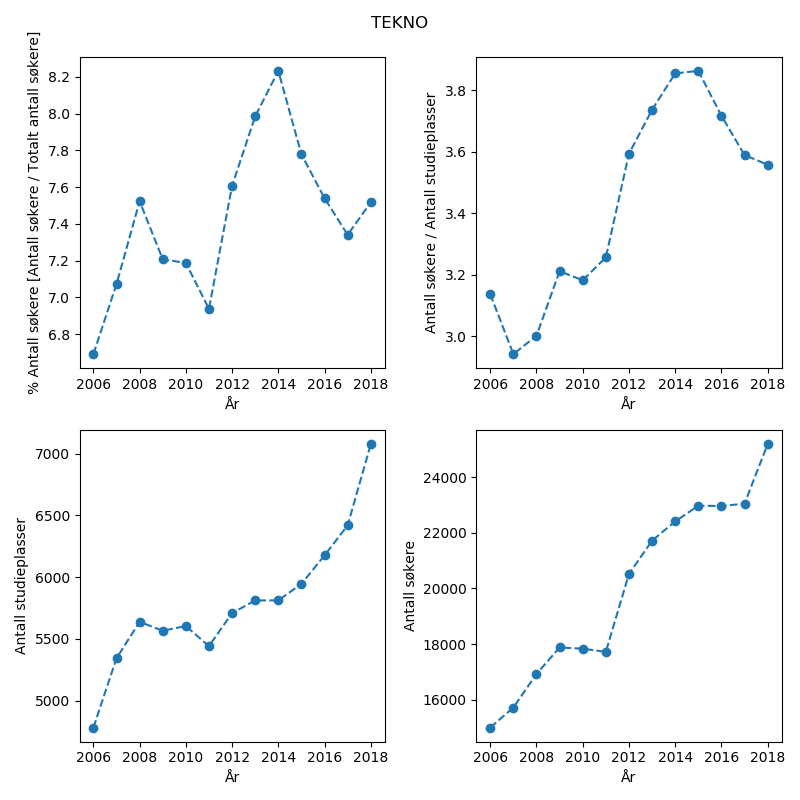 TEKNO
% Antall søkere [Antall søkere / Totalt antall søkere]
8.2
8.0
7.8
7.6
7.4
7.2
7.0
6.8
2006 2008 2010 2012 2014 2016 2018
År
Antall søkere / Antall studieplasser
3.8
3.6
3.4
3.2
3.0
2006 2008 2010 2012 2014 2016 2018
År
Antall studieplasser
7000
6500
6000
5500
5000
2006 2008 2010 2012 2014 2016 2018
År
Antall søkere
24000
22000
20000
18000
16000
2006 2008 2010 2012 2014 2016 2018
År